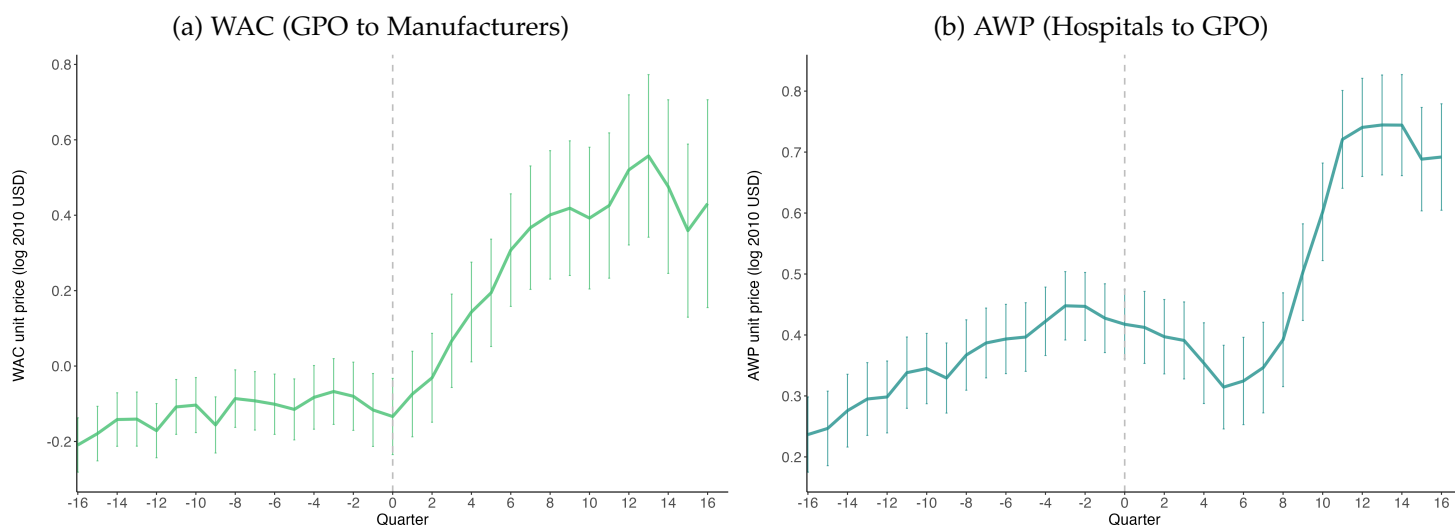 (a) WAC (GPO to Manufacturers)
WAC unit price (log 2010 USD)
0.8
0.6
0.4
0.2
0.0
-0.2
-16 -14 -12 -10 -8 -6 -4 -2 0 2 4 6 8 10 12 14 16
Quarter
(b) AWP (Hospitals to GPO)
AWP unit price (log 2010 USD)
0.8
0.7
0.6
0.5
0.4
0.3
0.2
-16 -14 -12 -10 -8 -6 -4 -2 0 2 4 6 8 10 12 14 16
Quarter